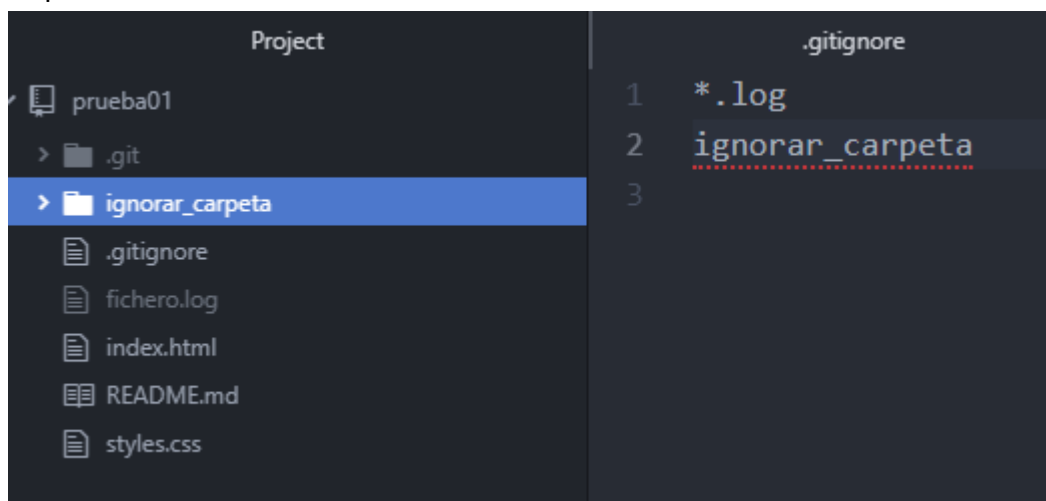 Project
prueba01
.git
ignorar_carpeta
.gitignore
fichero.log
index.html
README.md
styles.css
.gitignore
1 *.log
2 ignorar_carpeta
3